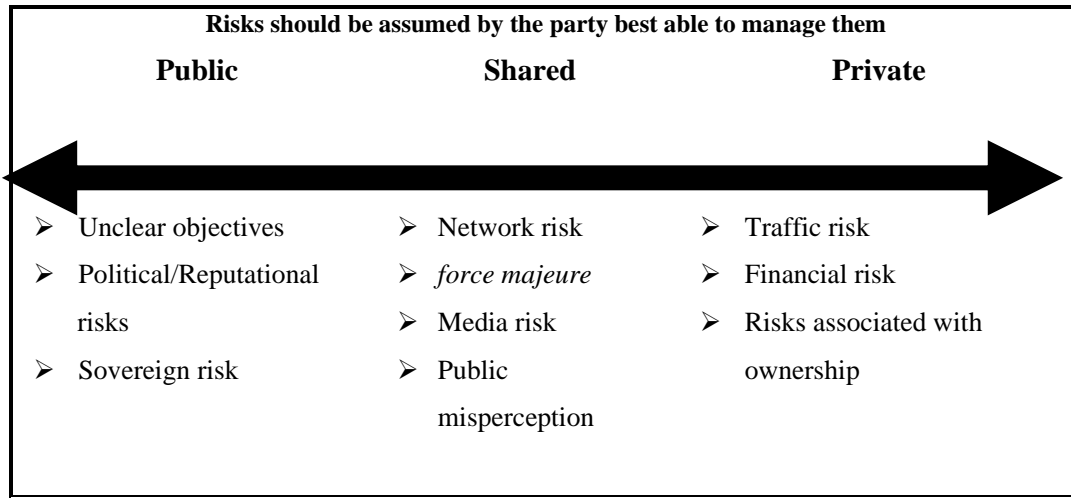 Risks should be assumed by the party best able to manage them
Public Shared Private
➢ Unclear objectives
➢ Political/Reputational
risks
➢ Sovereign risk
➢ Network risk
➢ force majeure
➢ Media risk
➢ Public
misperception
➢ Traffic risk
➢ Financial risk
➢ Risks associated with
ownership